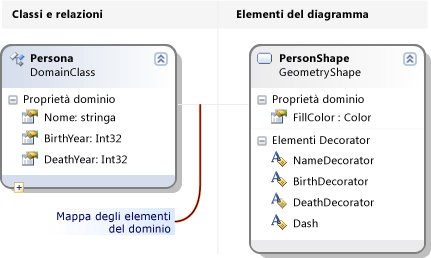 Classi e relazioni
Elementi del diagramma
Persona
DomainClass
Proprietà dominio
Nome: stringa
BirthYear: Int32
DeathYear: Int32
Mappa degli elementi
del dominio
PersonShape
GeometryShape
Proprietà dominio
FillColor : Color
Elementi Decorator
NameDecorator
BirthDecorator
DeathDecorator
Dash